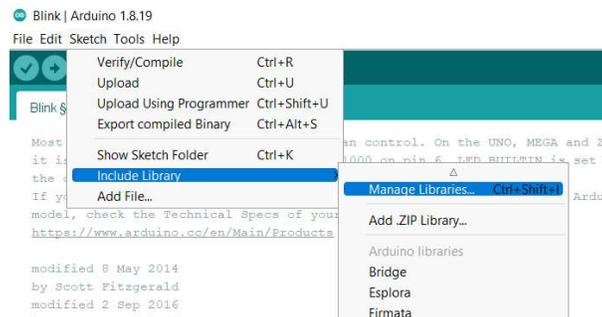 Blink | Arduino 1.8.19
File Edit Sketch Tools Help
Verify/Compile Ctrl+R
Upload Ctrl+U
Upload Using Programmer Ctrl+Shift+U
Export compiled Binary Ctrl+Alt+S
Show Sketch Folder Ctrl+K
Include Library
Add File...
Manage Libraries... Ctrl+Shift+I
Add .ZIP Library...
Arduino libraries
Bridge
Esplora
Firmata
Blink §
Most an control. On the UNO, MEGA and Z
it is 1000 on pin 6. LED_BUILTIN is set
the
If yo Ardu
model, check the Technical Specs of your
https://www.arduino.cc/en/Main/Products
modified 8 May 2014
by Scott Fitzgerald
modified 2 Sep 2016